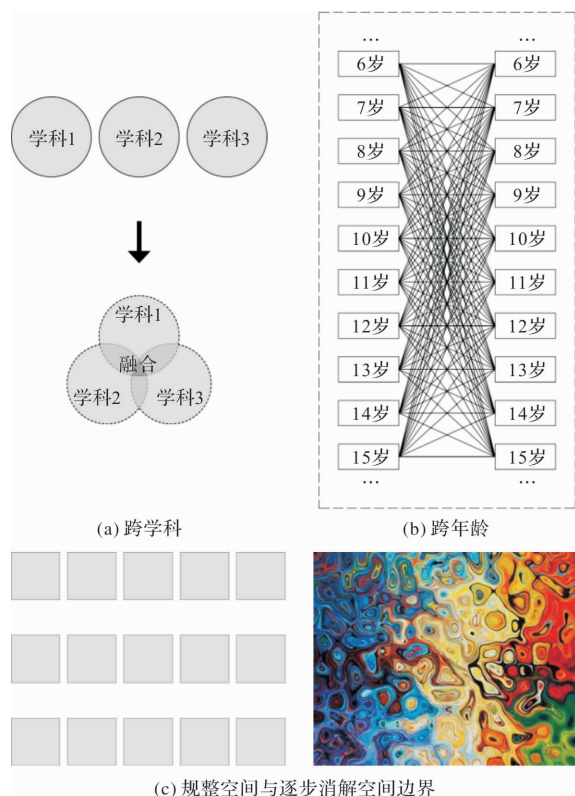 学科1 学科2 学科3
学科1
融合
学科2 学科3
(a) 跨学科
… …
6岁 6岁
7岁 7岁
8岁 8岁
9岁 9岁
10岁 10岁
11岁 11岁
12岁 12岁
13岁 13岁
14岁 14岁
15岁 15岁
… …
(b) 跨年龄
(c) 规整空间与逐步消解空间边界